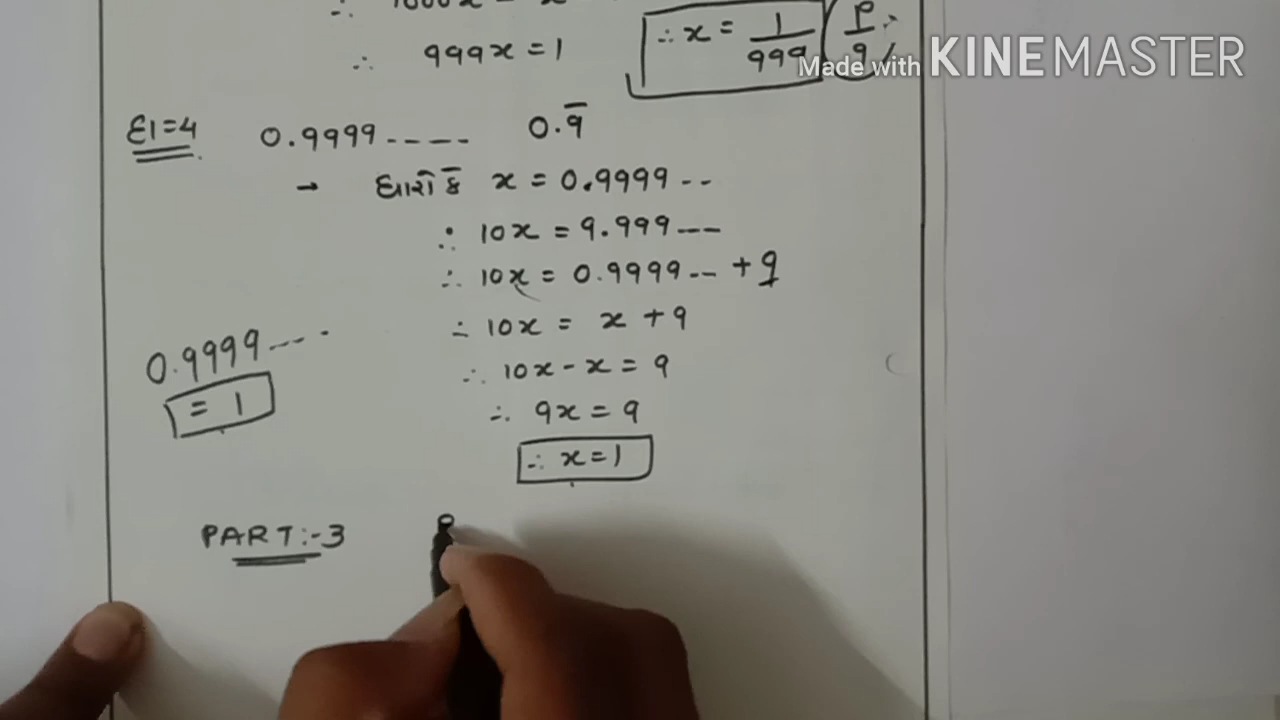 ∴ 999x = 1
∴ x = 1/999 (p/q)
Made with KINEMASTER
દા=4 0.9999----- 0.9̅
→ ધારો કે x = 0.9999--
∴ 10x = 9.999---
∴ 10x = 0.9999-- + 9
∴ 10x = x + 9
∴ 10x - x = 9
∴ 9x = 9
∴ x = 1
0.9999---
= 1
PART:-3